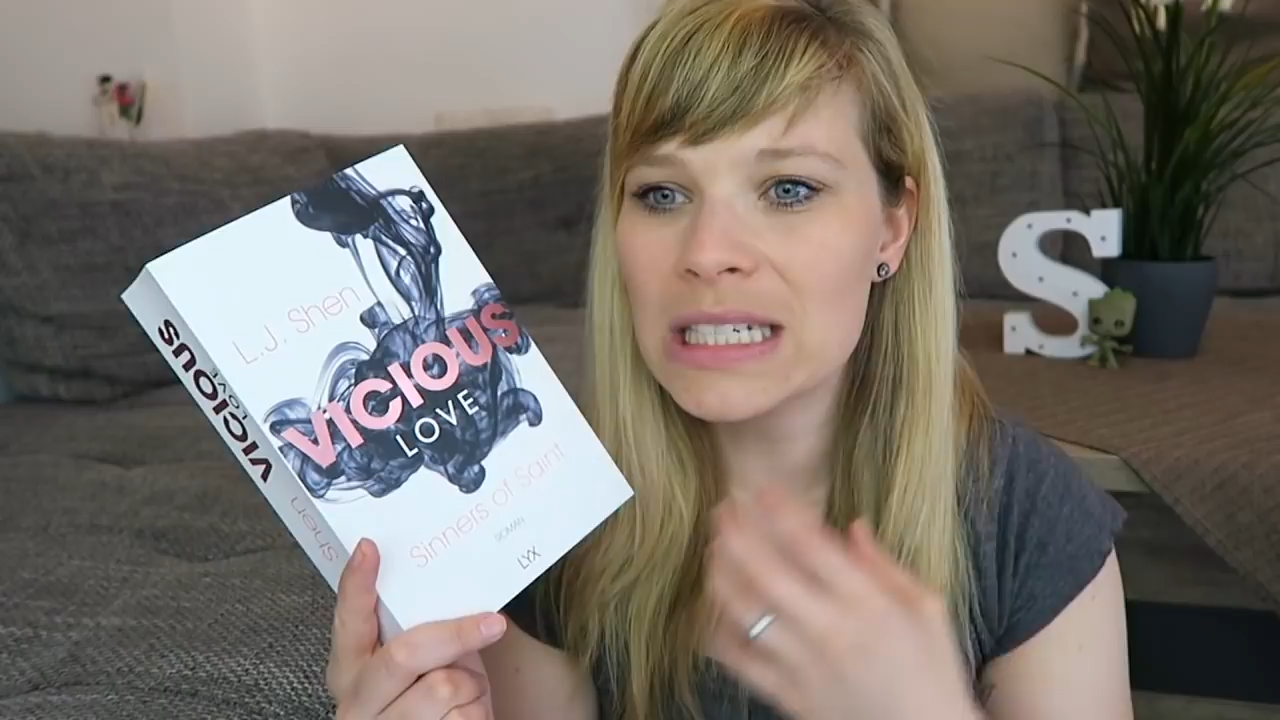 L.J. Shen
VICIOUS
LOVE
Sinners of Saint
ROMAN
LYX
VICIOUS
LOVE
Shen
S